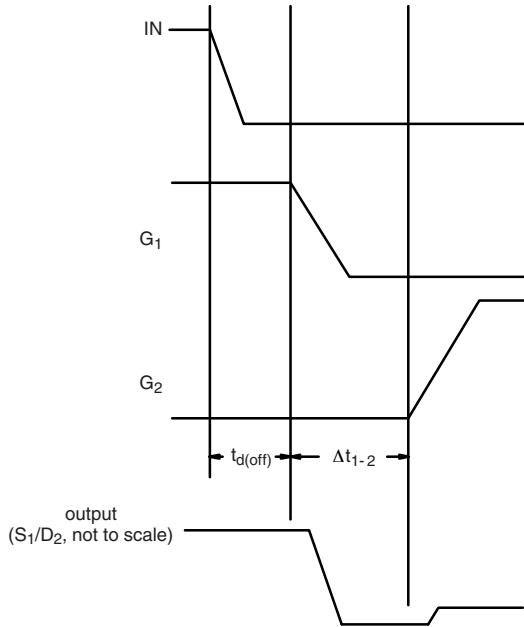 IN
G1
G2
td(off)
Δt1-2
output
(S1/D2, not to scale)